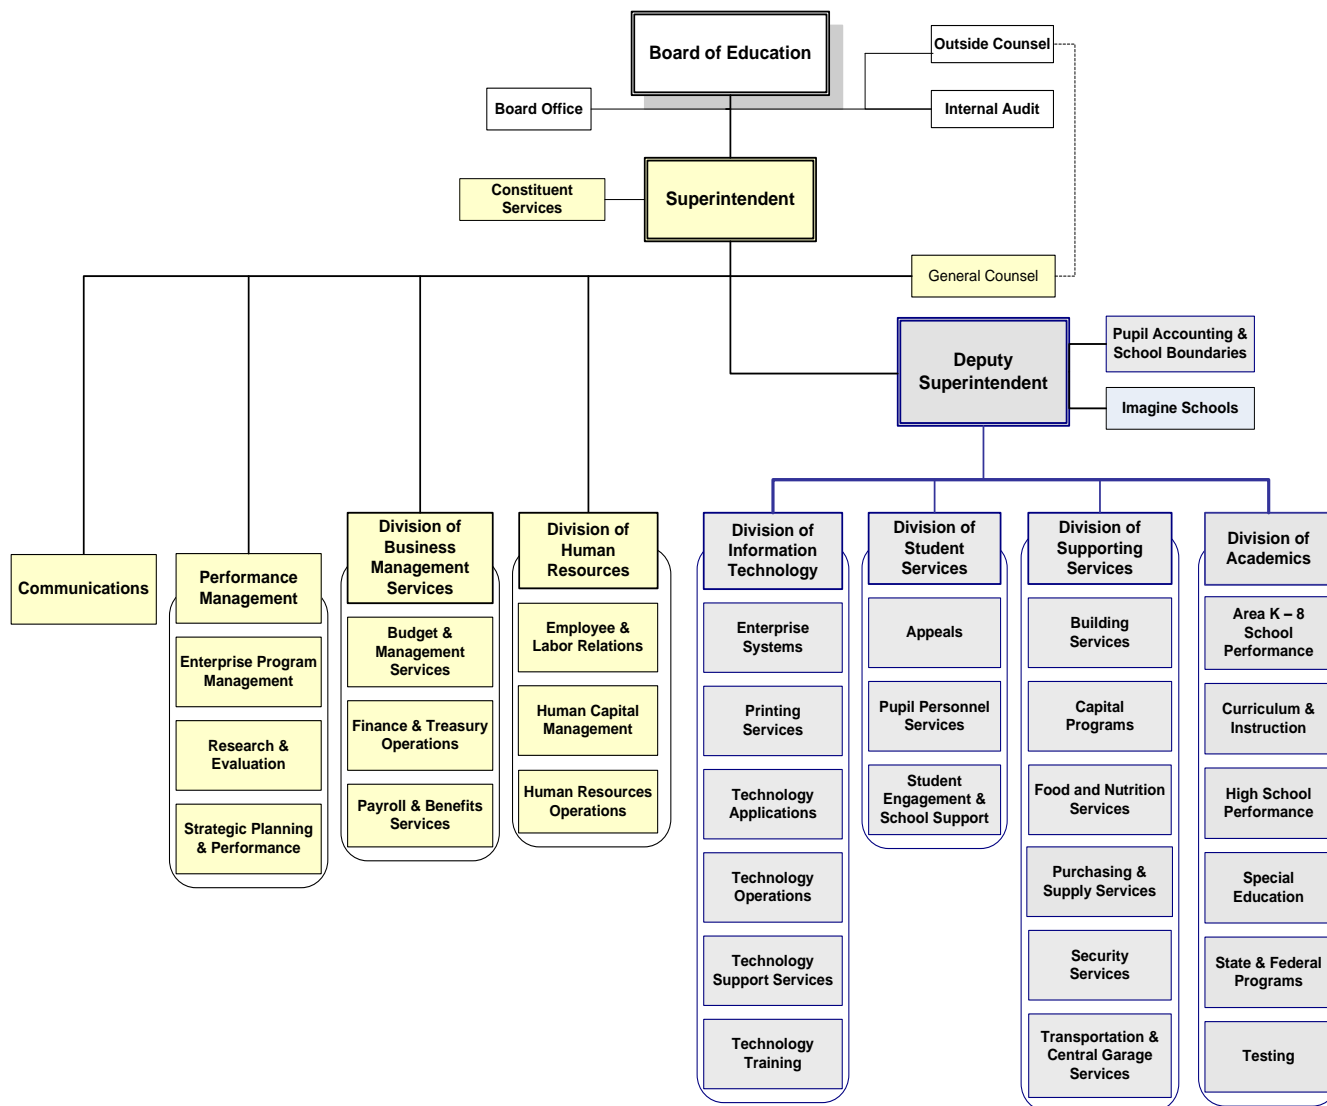 Board of Education
Outside Counsel
Board Office
Internal Audit
Constituent
Services
Superintendent
General Counsel
Deputy
Superintendent
Pupil Accounting &
School Boundaries
Imagine Schools
Communications
Performance
Management
Enterprise Program
Management
Research &
Evaluation
Strategic Planning
& Performance
Division of
Business
Management
Services
Budget &
Management
Services
Finance & Treasury
Operations
Payroll & Benefits
Services
Division of
Human
Resources
Employee &
Labor Relations
Human Capital
Management
Human Resources
Operations
Division of
Information
Technology
Enterprise
Systems
Printing
Services
Technology
Applications
Technology
Operations
Technology
Support Services
Technology
Training
Division of
Student
Services
Appeals
Pupil Personnel
Services
Student
Engagement &
School Support
Division of
Supporting
Services
Building
Services
Capital
Programs
Food and Nutrition
Services
Purchasing &
Supply Services
Security
Services
Transportation &
Central Garage
Services
Division of
Academics
Area K – 8
School
Performance
Curriculum &
Instruction
High School
Performance
Special
Education
State & Federal
Programs
Testing